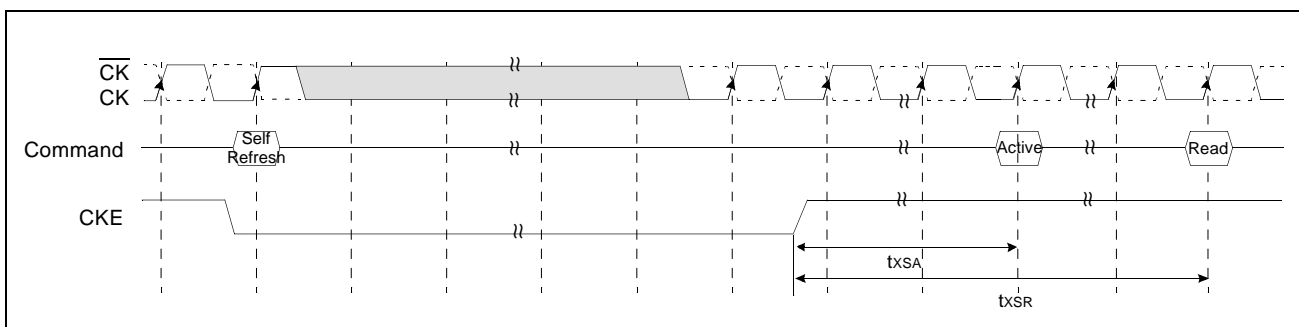 CK
CK
Command
Self
Refresh
Active
Read
CKE
tXSA
tXSR